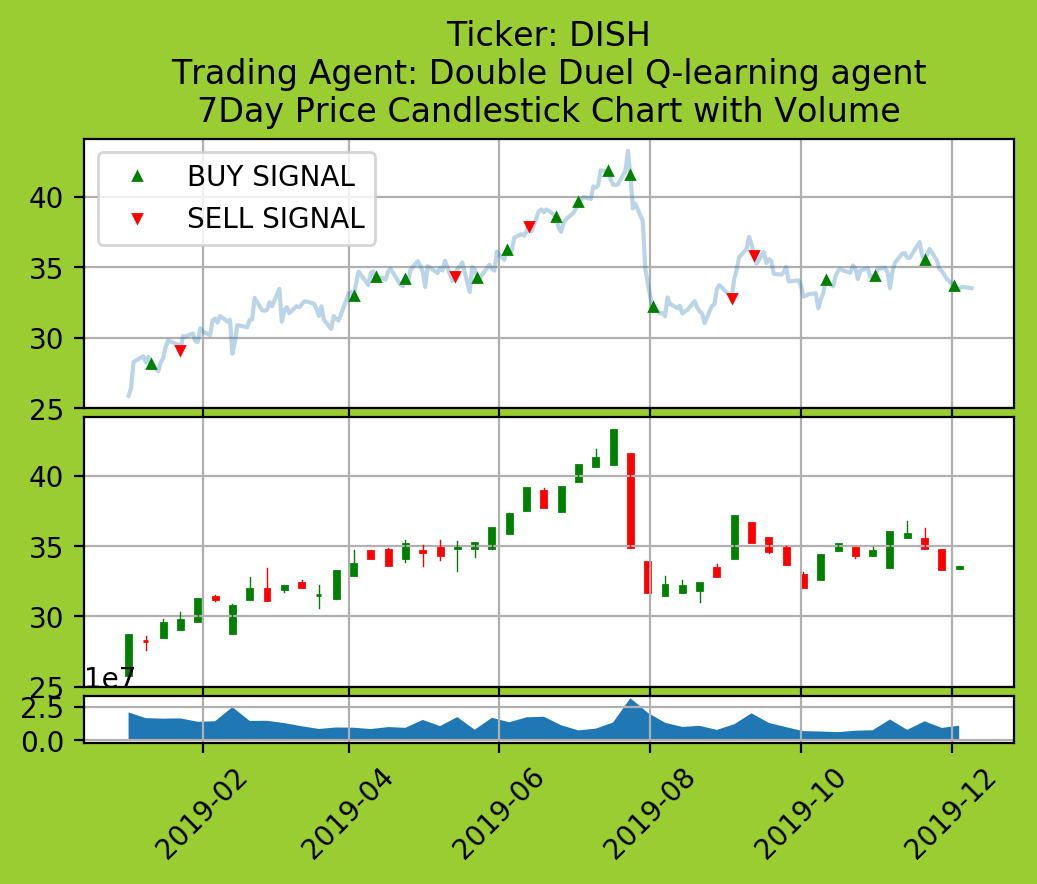 Ticker: DISH
Trading Agent: Double Duel Q-learning agent
7Day Price Candlestick Chart with Volume
BUY SIGNAL
SELL SIGNAL
40
35
30
25
40
35
30
25
1e7
2.5
0.0
2019-02
2019-04
2019-06
2019-08
2019-10
2019-12